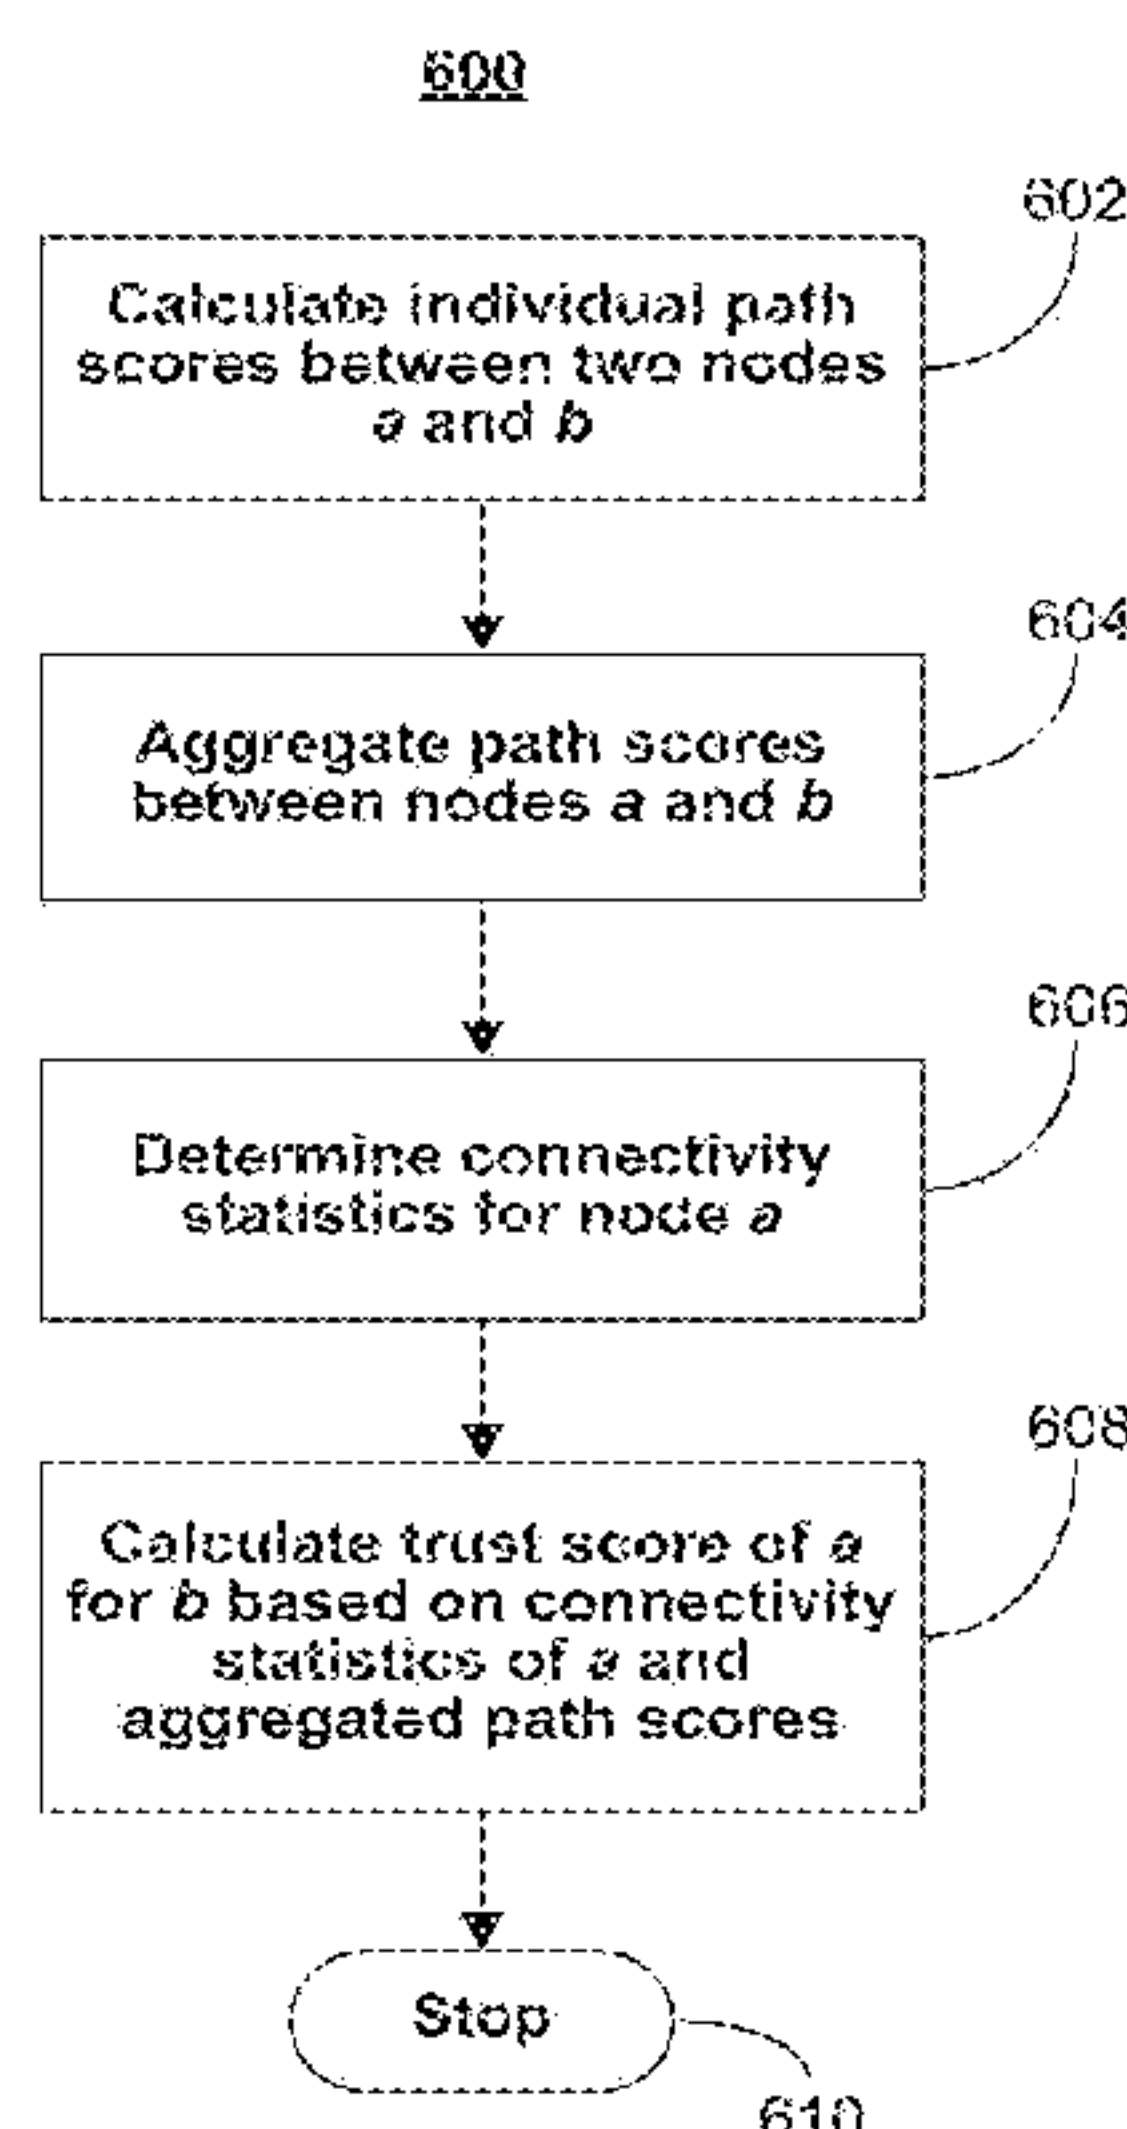 600
602
Calculate individual path
scores between two nodes
a and b
604
Aggregate path scores
between nodes a and b
606
Determine connectivity
statistics for node a
608
Calculate trust score of a
for b based on connectivity
statistics of a and
aggregated path scores
Stop
610